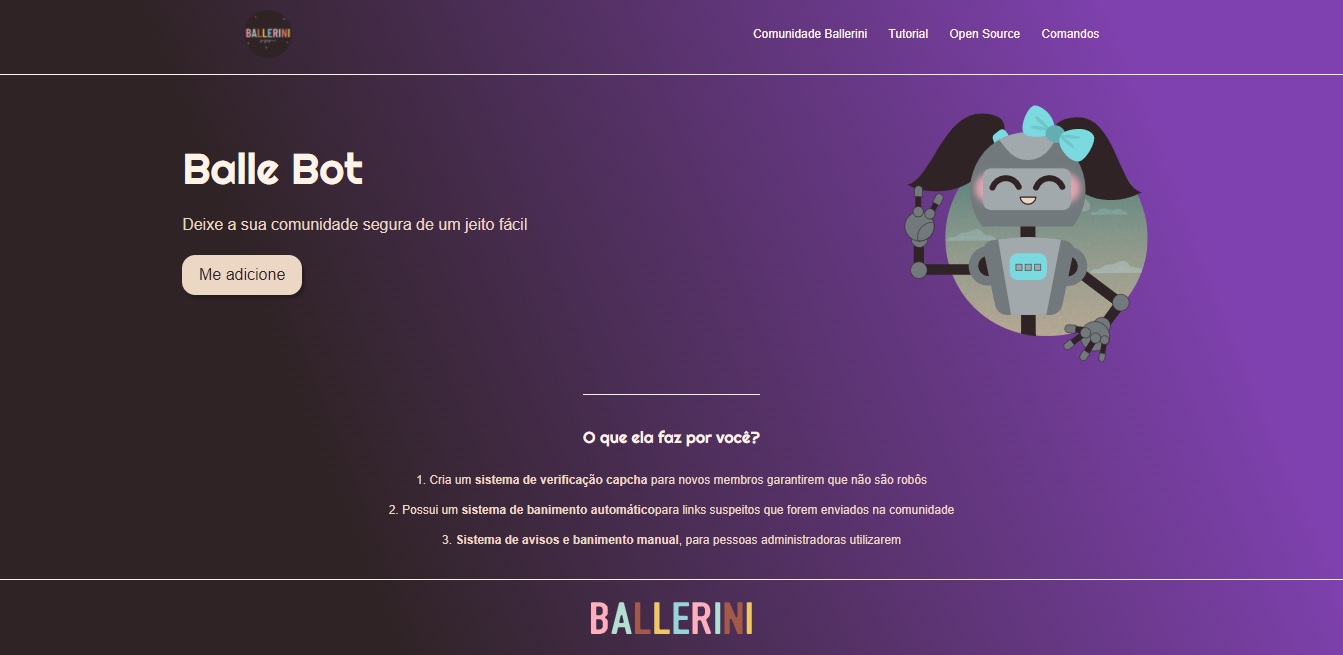 BALLERINI
Comunidade Ballerini Tutorial Open Source Comandos
Balle Bot
Deixe a sua comunidade segura de um jeito fácil
Me adicione
O que ela faz por você?
1. Cria um sistema de verificação capcha para novos membros garantirem que não são robôs
2. Possui um sistema de banimento automáticopara links suspeitos que forem enviados na comunidade
3. Sistema de avisos e banimento manual, para pessoas administradoras utilizarem
BALLERINI